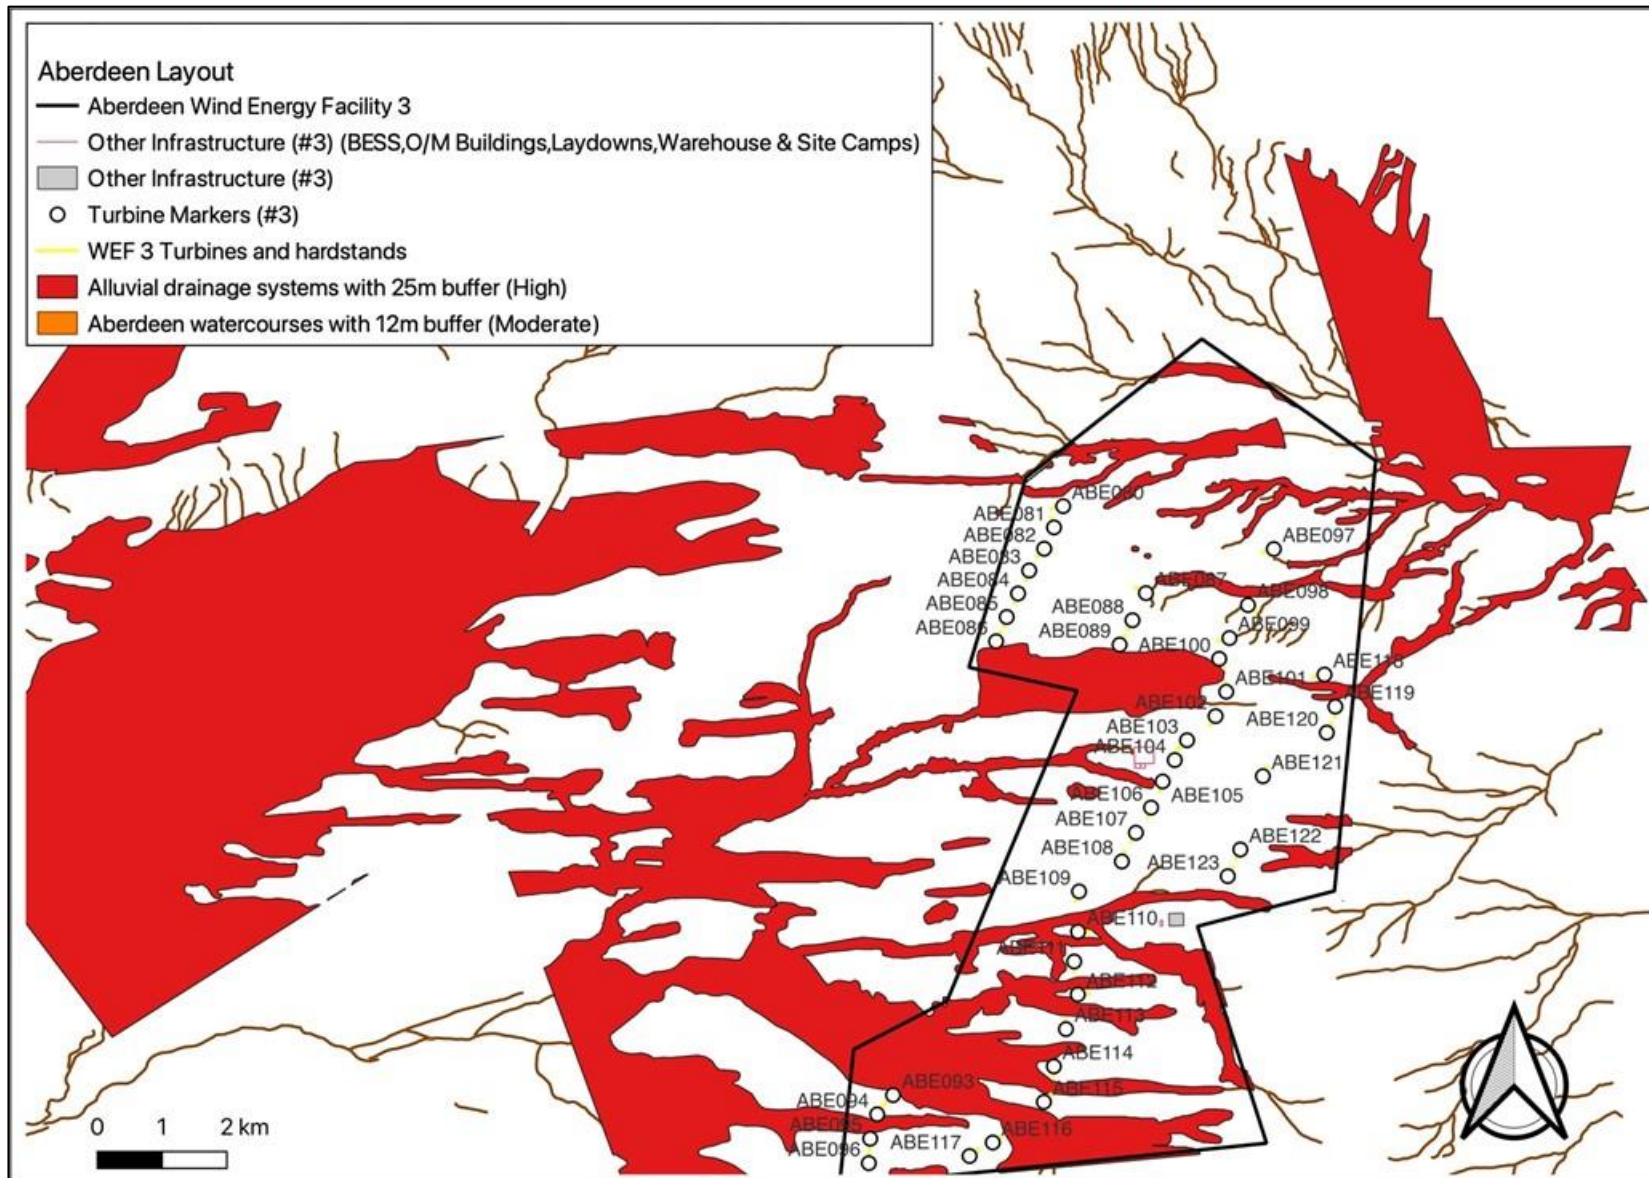 Aberdeen Layout
Aberdeen Wind Energy Facility 3
Other Infrastructure (#3) (BESS,O/M Buildings,Laydowns,Warehouse & Site Camps)
Other Infrastructure (#3)
Turbine Markers (#3)
WEF 3 Turbines and hardstands
Alluvial drainage systems with 25m buffer (High)
Aberdeen watercourses with 12m buffer (Moderate)
ABE080
ABE081
ABE082
ABE083
ABE084
ABE085
ABE086
ABE087
ABE088
ABE089
ABE097
ABE098
ABE099
ABE100
ABE101
ABE102
ABE103
ABE104
ABE118
ABE119
ABE120
ABE121
ABE105
ABE106
ABE107
ABE108
ABE109
ABE122
ABE123
ABE110
ABE111
ABE112
ABE113
ABE114
ABE115
ABE093
ABE094
ABE095
ABE096
ABE117
ABE116
0 1 2 km